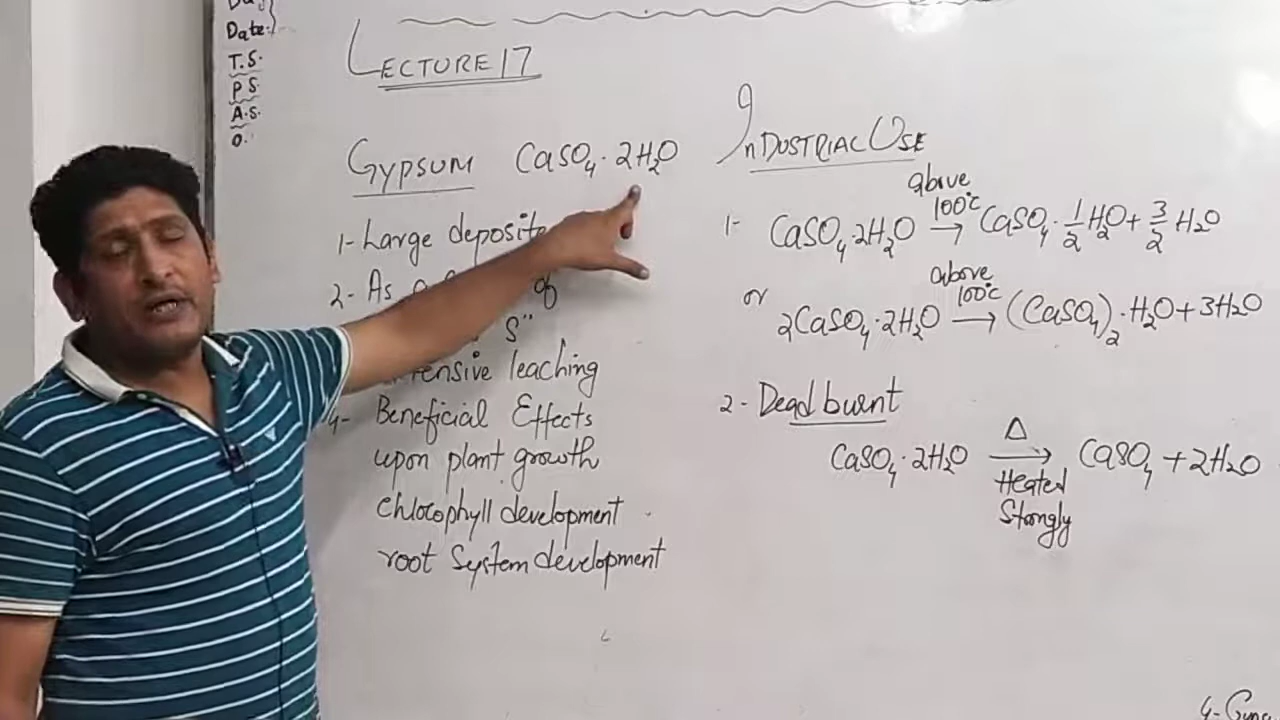 Date:
T.S.
P.S.
A.S.
O.
LECTURE 17
GYPSUM CaSO₄·2H₂O
1- Large deposite
2- As of
S"
leaching
4- Beneficial Effects
upon plant growth
chlorophyll development
root System development
INDUSTRIAL USE
1- CaSO₄·2H₂O above 100°C → CaSO₄·1/2 H₂O + 3/2 H₂O
or 2CaSO₄·2H₂O above 100°C → (CaSO₄)₂·H₂O + 3H₂O
2- Dead burnt
CaSO₄·2H₂O Δ → CaSO₄ + 2H₂O
Heated
Strongly